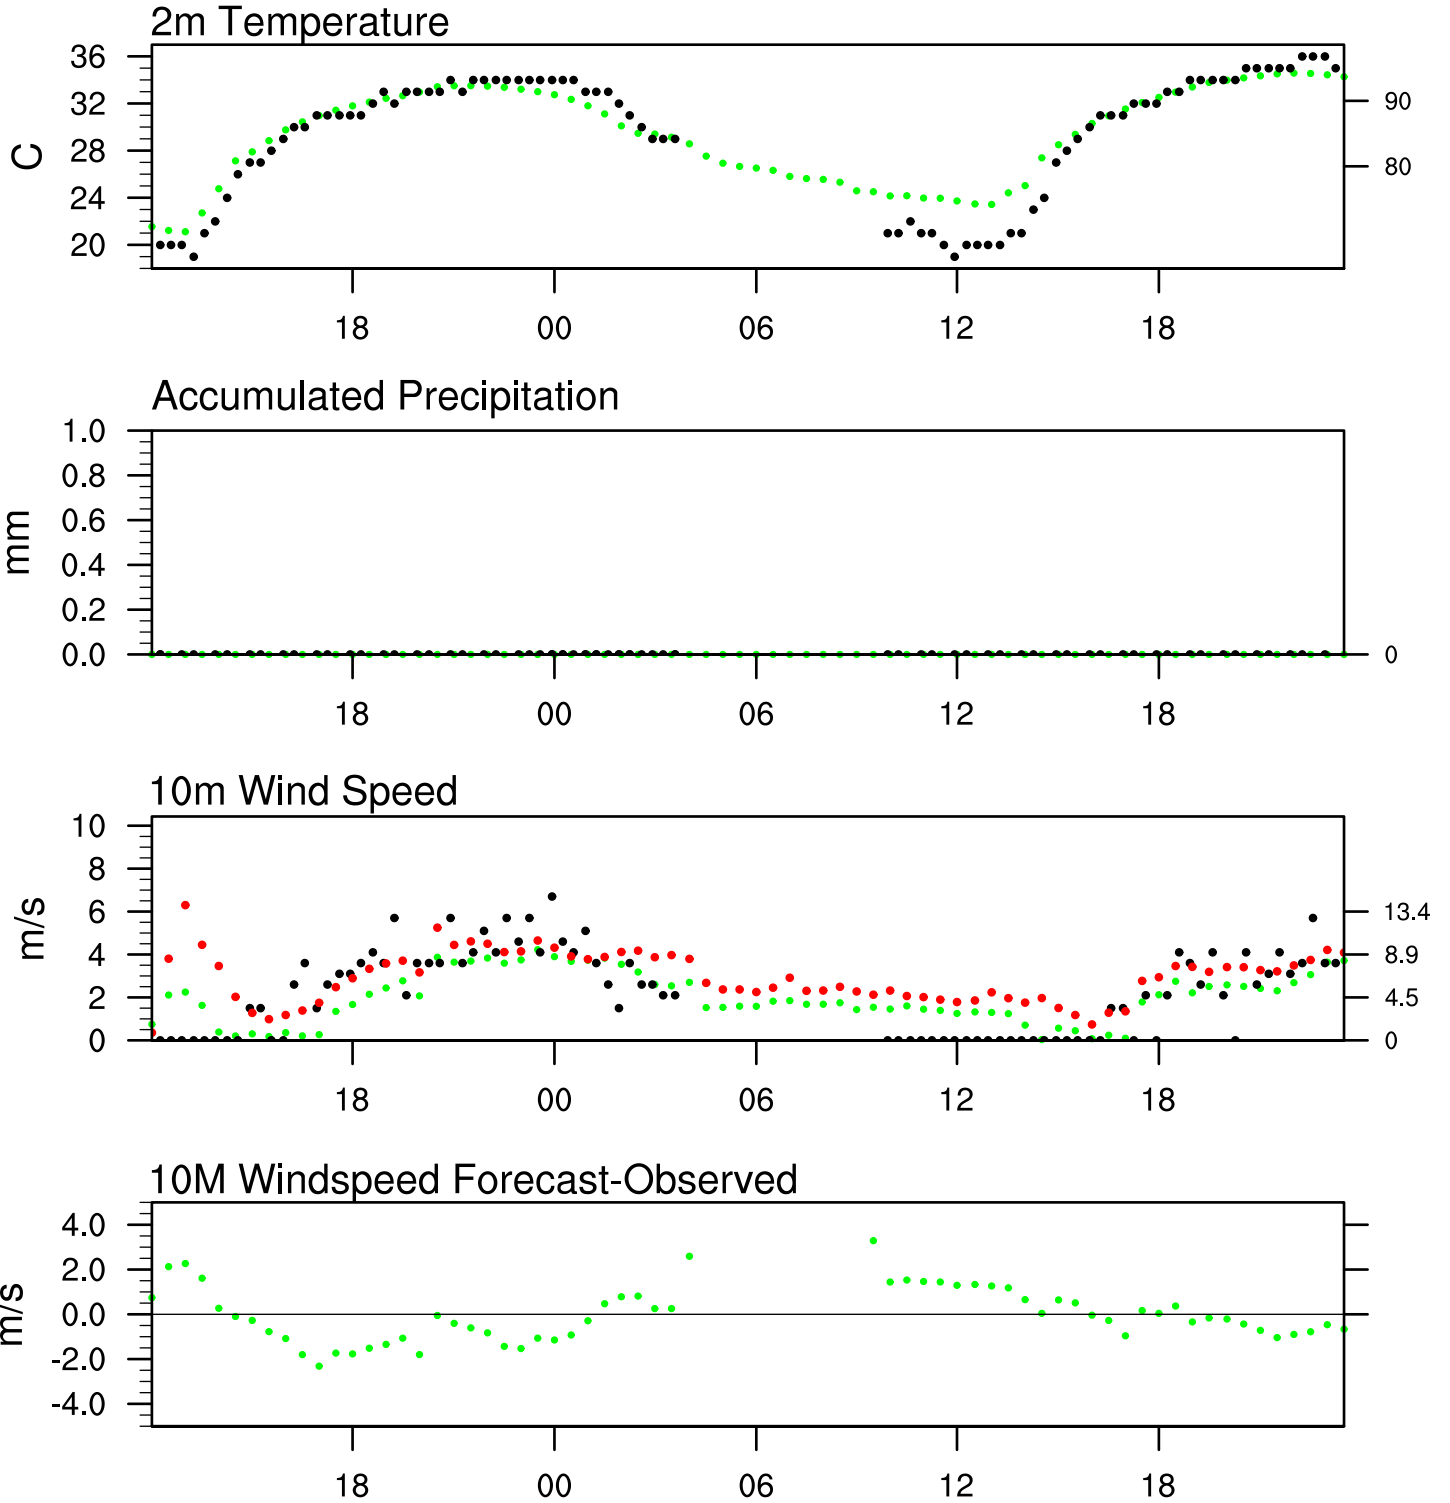 2m Temperature
36
32
28
24
20
C
90
80
18 00 06 12 18
Accumulated Precipitation
1.0
0.8
0.6
0.4
0.2
0.0
mm
0
18 00 06 12 18
10m Wind Speed
10
8
6
4
2
0
m/s
13.4
8.9
4.5
0
18 00 06 12 18
10M Windspeed Forecast-Observed
4.0
2.0
0.0
-2.0
-4.0
m/s
18 00 06 12 18